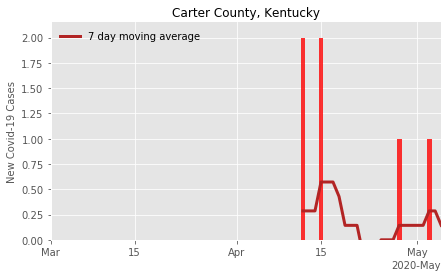 Carter County, Kentucky
7 day moving average
New Covid-19 Cases
2.00
1.75
1.50
1.25
1.00
0.75
0.50
0.25
0.00
Mar
15
Apr
15
May
2020-May